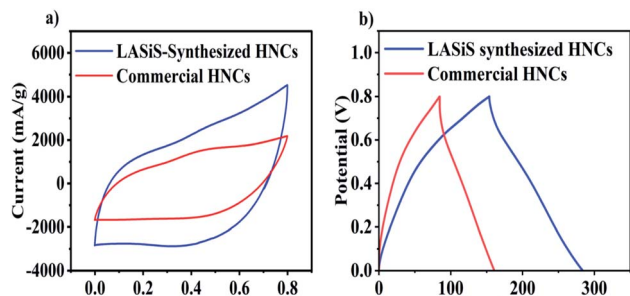 a)
6000
4000
2000
0
-2000
-4000
Current (mA/g)
LASiS-Synthesized HNCs
Commercial HNCs
0.0 0.2 0.4 0.6 0.8
b)
1.0
0.8
0.6
0.4
0.2
0.0
Potential (V)
LASiS synthesized HNCs
Commercial HNCs
0 100 200 300